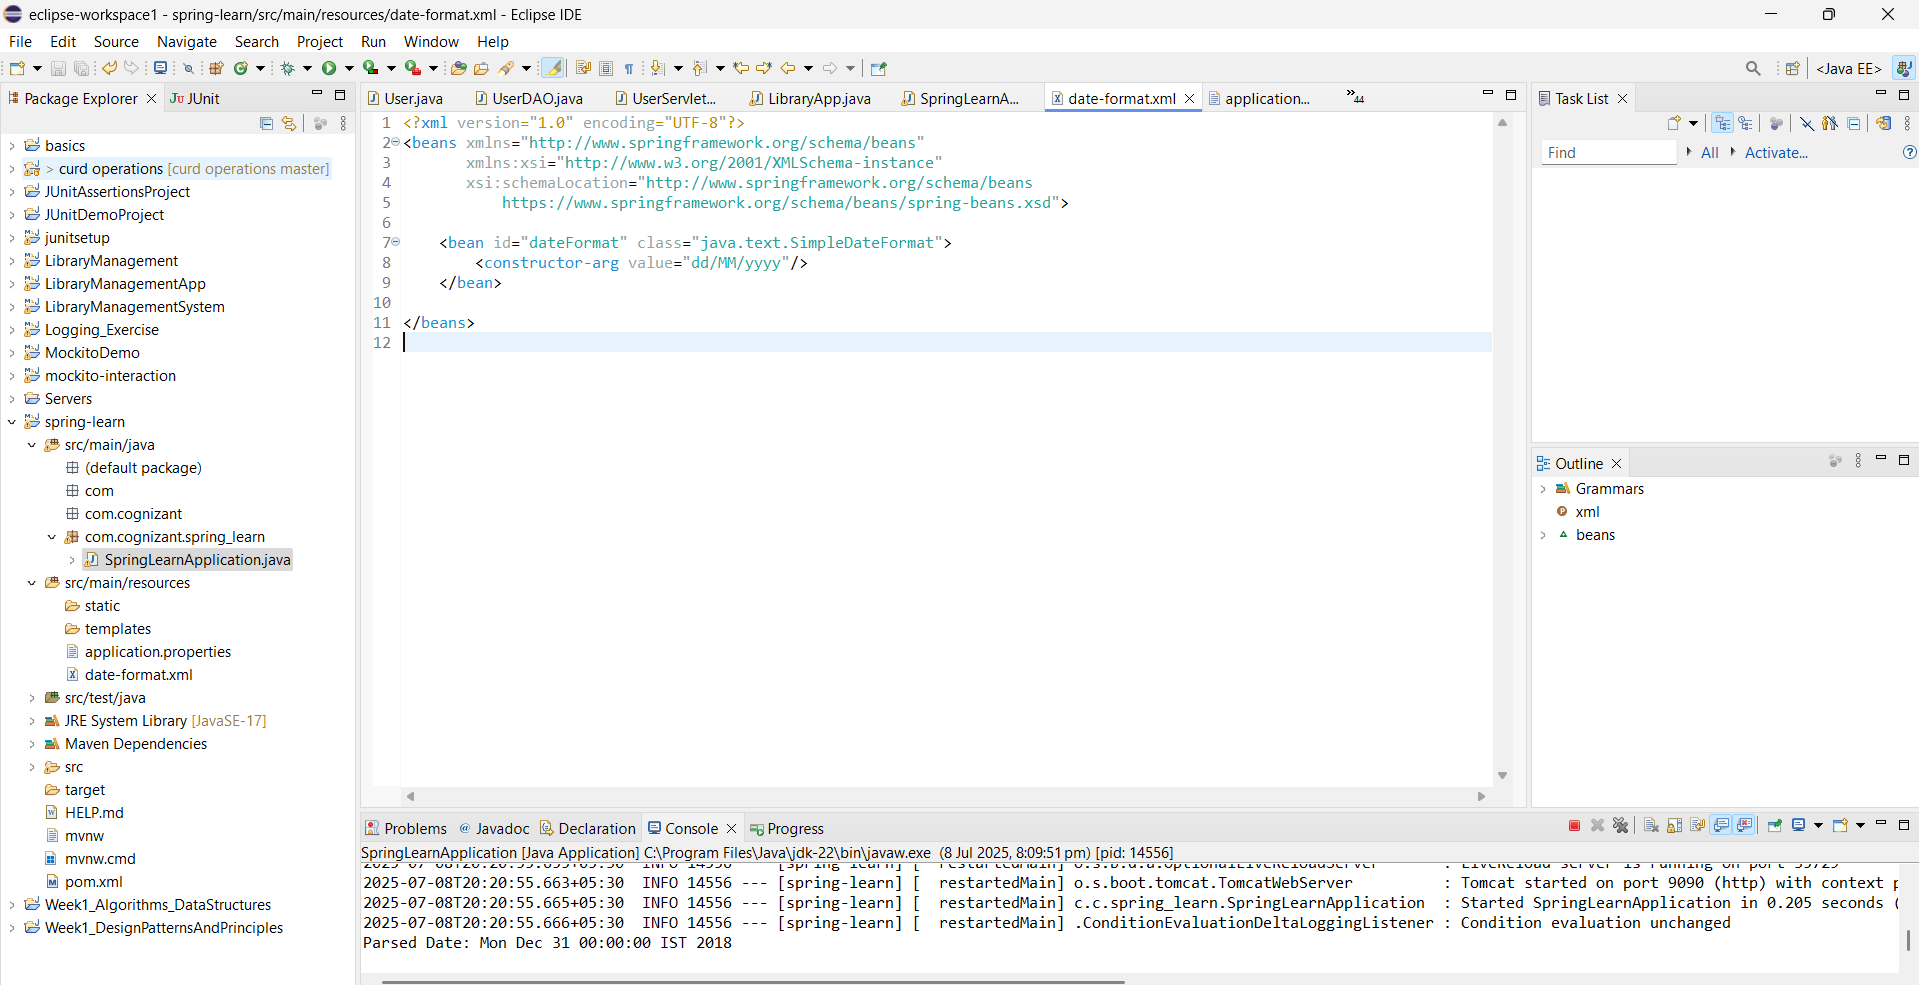 eclipse-workspace1 - spring-learn/src/main/resources/date-format.xml - Eclipse IDE
File Edit Source Navigate Search Project Run Window Help
<Java EE>
Package Explorer JUnit
basics
> curd operations [curd operations master]
JUnitAssertionsProject
JUnitDemoProject
junitsetup
LibraryManagement
LibraryManagementApp
LibraryManagementSystem
Logging_Exercise
MockitoDemo
mockito-interaction
Servers
spring-learn
src/main/java
(default package)
com
com.cognizant
com.cognizant.spring_learn
SpringLearnApplication.java
src/main/resources
static
templates
application.properties
date-format.xml
src/test/java
JRE System Library [JavaSE-17]
Maven Dependencies
src
target
HELP.md
mvnw
mvnw.cmd
pom.xml
Week1_Algorithms_DataStructures
Week1_DesignPatternsAndPrinciples
User.java UserDAO.java UserServlet... LibraryApp.java SpringLearnA... date-format.xml application... »44
1 <?xml version="1.0" encoding="UTF-8"?>
2 <beans xmlns="http://www.springframework.org/schema/beans"
3 xmlns:xsi="http://www.w3.org/2001/XMLSchema-instance"
4 xsi:schemaLocation="http://www.springframework.org/schema/beans
5 https://www.springframework.org/schema/beans/spring-beans.xsd">
6
7 <bean id="dateFormat" class="java.text.SimpleDateFormat">
8 <constructor-arg value="dd/MM/yyyy"/>
9 </bean>
10
11 </beans>
12
Task List
Find All Activate...
Outline
Grammars
xml
beans
Problems Javadoc Declaration Console Progress
SpringLearnApplication [Java Application] C:\Program Files\Java\jdk-22\bin\javaw.exe (8 Jul 2025, 8:09:51 pm) [pid: 14556]
2025-07-08T20:20:55.663+05:30 INFO 14556 --- [spring-learn] [ restartedMain] o.s.boot.tomcat.TomcatWebServer : Tomcat started on port 9090 (http) with context
2025-07-08T20:20:55.665+05:30 INFO 14556 --- [spring-learn] [ restartedMain] c.c.spring_learn.SpringLearnApplication : Started SpringLearnApplication in 0.205 seconds (
2025-07-08T20:20:55.666+05:30 INFO 14556 --- [spring-learn] [ restartedMain] .ConditionEvaluationDeltaLoggingListener : Condition evaluation unchanged
Parsed Date: Mon Dec 31 00:00:00 IST 2018